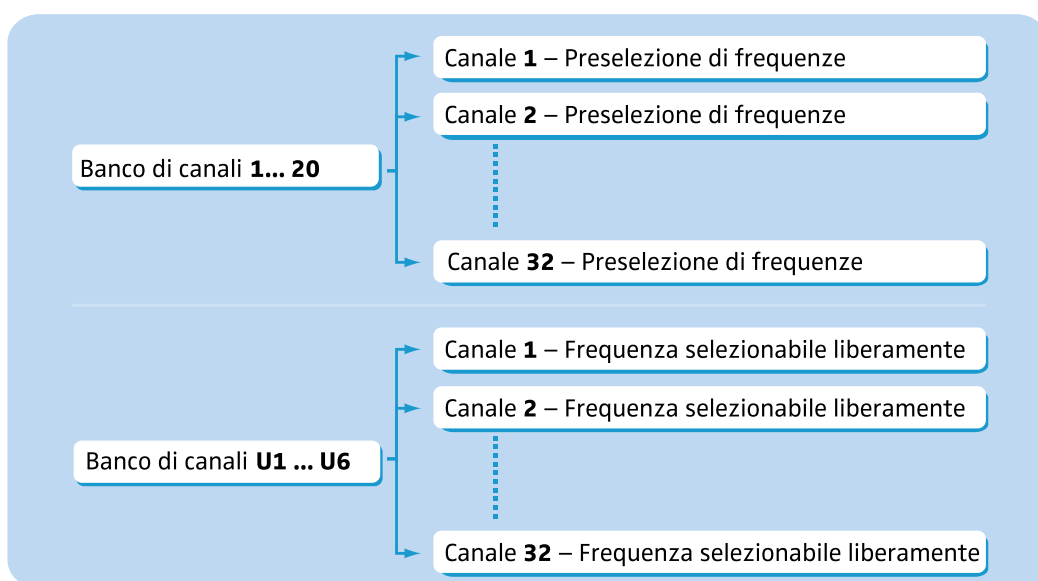 Canale 1 – Preselezione di frequenze
Canale 2 – Preselezione di frequenze
Banco di canali 1... 20
Canale 32 – Preselezione di frequenze
Canale 1 – Frequenza selezionabile liberamente
Canale 2 – Frequenza selezionabile liberamente
Banco di canali U1 ... U6
Canale 32 – Frequenza selezionabile liberamente